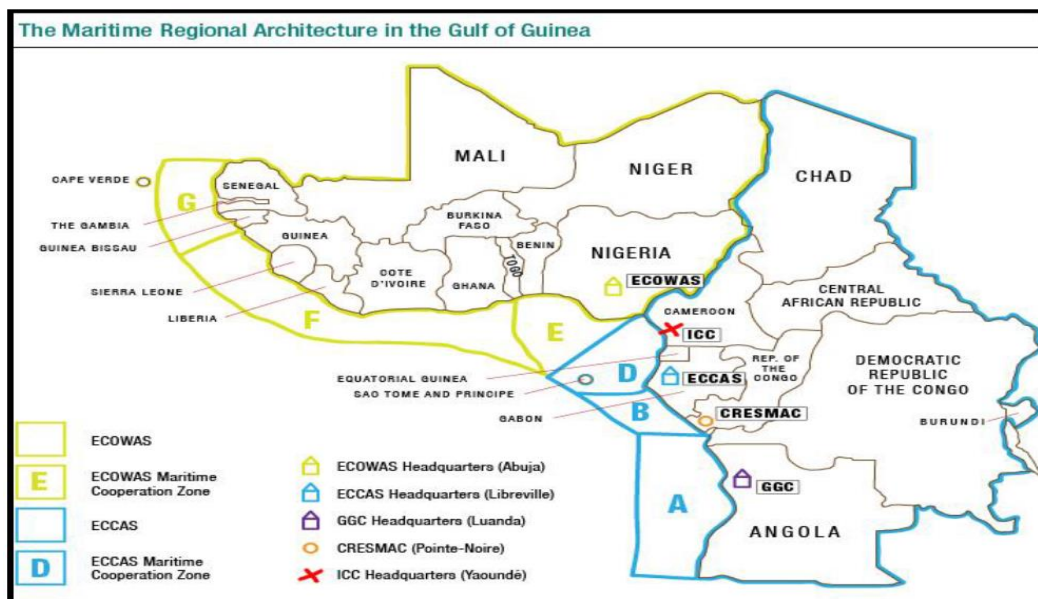 The Maritime Regional Architecture in the Gulf of Guinea
MALI
NIGER
CHAD
CAPE VERDE
SENEGAL
G
THE GAMBIA
GUINEA BISSAU
GUINEA
BURKINA
FASO
BENIN
NIGERIA
TOGO
COTE
D'IVOIRE
GHANA
ECOWAS
SIERRA LEONE
LIBERIA
F
E
CENTRAL
AFRICAN REPUBLIC
CAMEROON
ICC
REP. OF
THE
CONGO
DEMOCRATIC
REPUBLIC
OF THE CONGO
EQUATORIAL GUINEA
SAO TOME AND PRINCIPE
D
ECCAS
GABON
B
CRESMAC
BURUNDI
A
GGC
ANGOLA
ECOWAS
E
ECOWAS Maritime
Cooperation Zone
ECCAS
D
ECCAS Maritime
Cooperation Zone
ECOWAS Headquarters (Abuja)
ECCAS Headquarters (Libreville)
GGC Headquarters (Luanda)
CRESMAC (Pointe-Noire)
ICC Headquarters (Yaoundē)